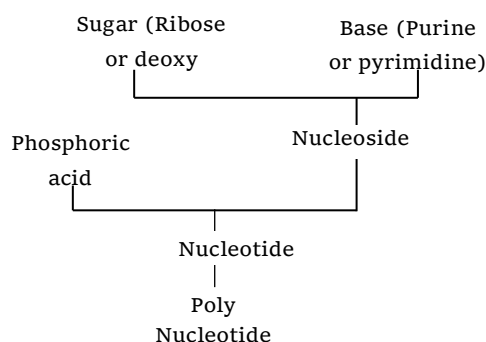 Sugar (Ribose
or deoxy
Base (Purine
or pyrimidine)
Nucleoside
Phosphoric
acid
Nucleotide
Poly
Nucleotide